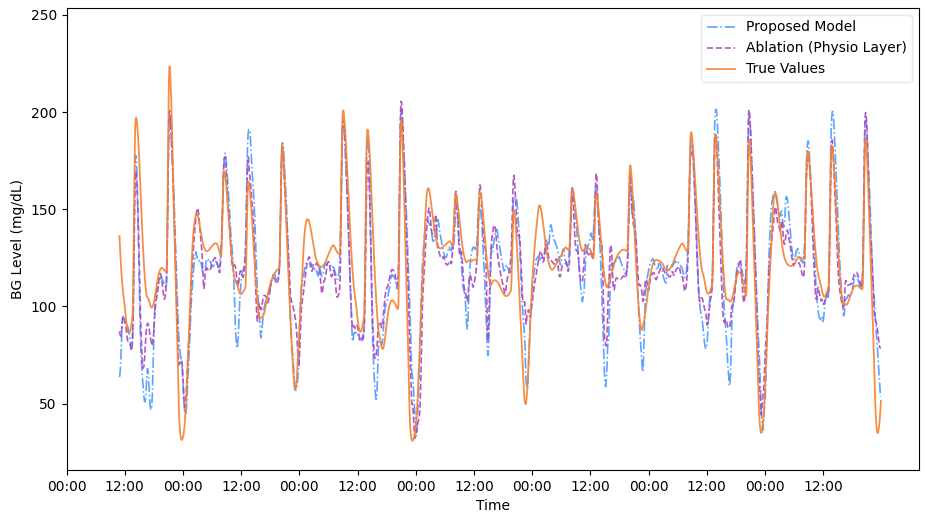 250
200
150
100
50
BG Level (mg/dL)
Proposed Model
Ablation (Physio Layer)
True Values
00:00 12:00 00:00 12:00 00:00 12:00 00:00 12:00 00:00 12:00 00:00 12:00 00:00 12:00
Time